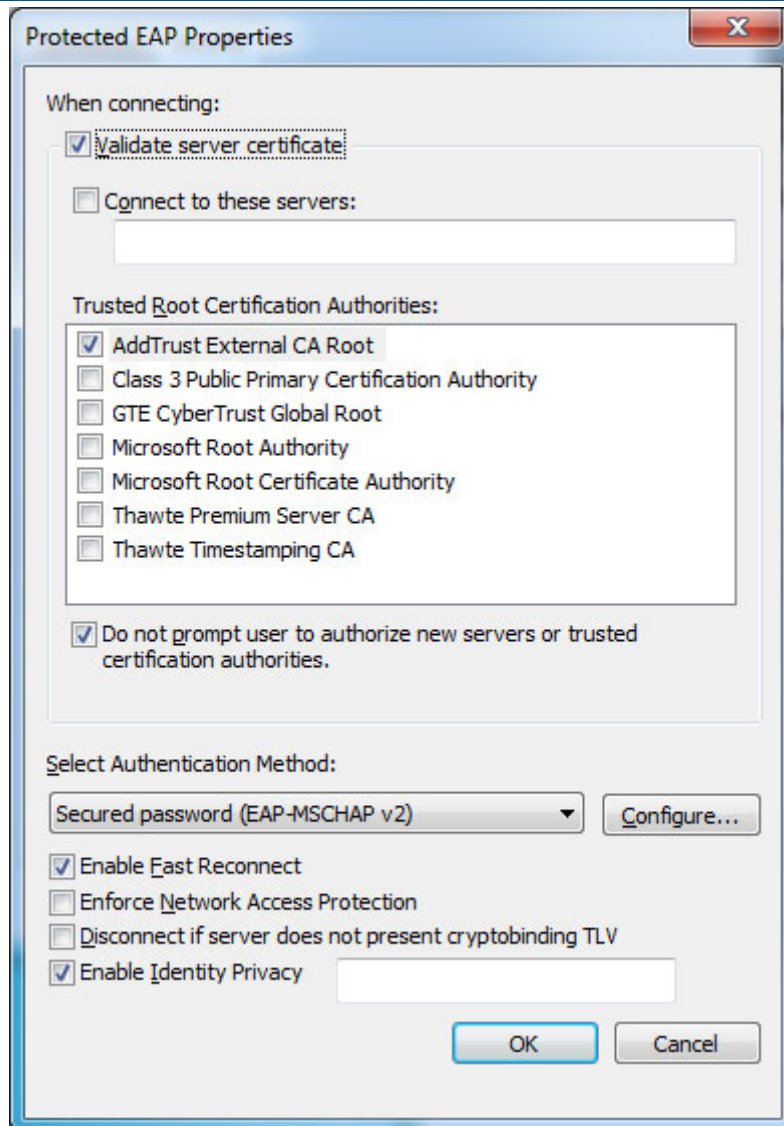 Protected EAP Properties
When connecting:
Validate server certificate
Connect to these servers:
Trusted Root Certification Authorities:
AddTrust External CA Root
Class 3 Public Primary Certification Authority
GTE CyberTrust Global Root
Microsoft Root Authority
Microsoft Root Certificate Authority
Thawte Premium Server CA
Thawte Timestamping CA
Do not prompt user to authorize new servers or trusted
certification authorities.
Select Authentication Method:
Secured password (EAP-MSCHAP v2)
Configure...
Enable Fast Reconnect
Enforce Network Access Protection
Disconnect if server does not present cryptobinding TLV
Enable Identity Privacy
OK
Cancel